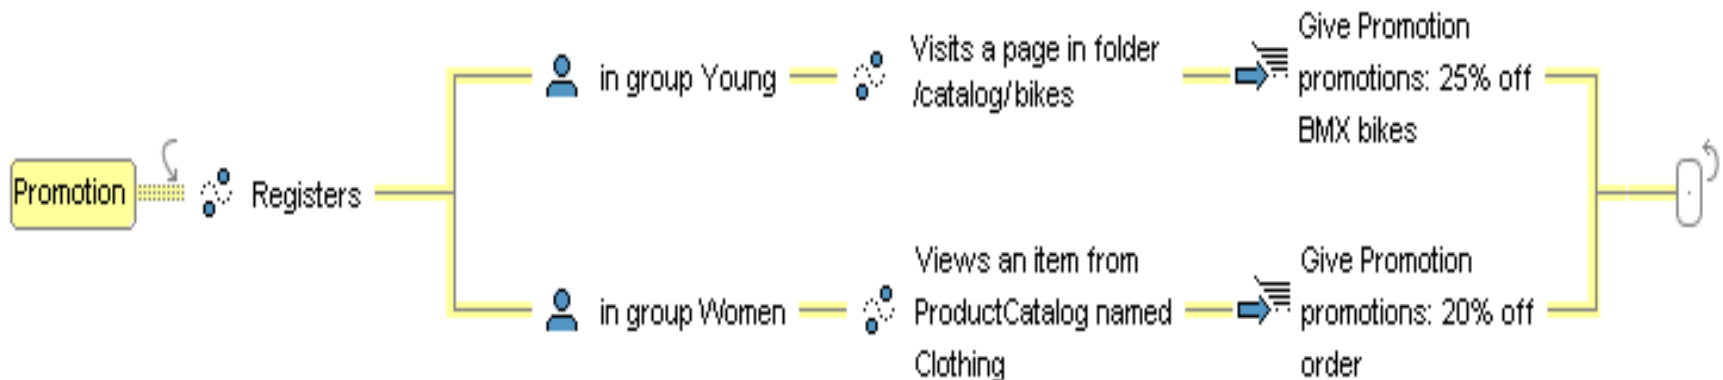 Promotion
Registers
in group Young
Visits a page in folder
/catalog/bikes
Give Promotion
promotions: 25% off
BMX bikes
in group Women
Views an item from
ProductCatalog named
Clothing
Give Promotion
promotions: 20% off
order